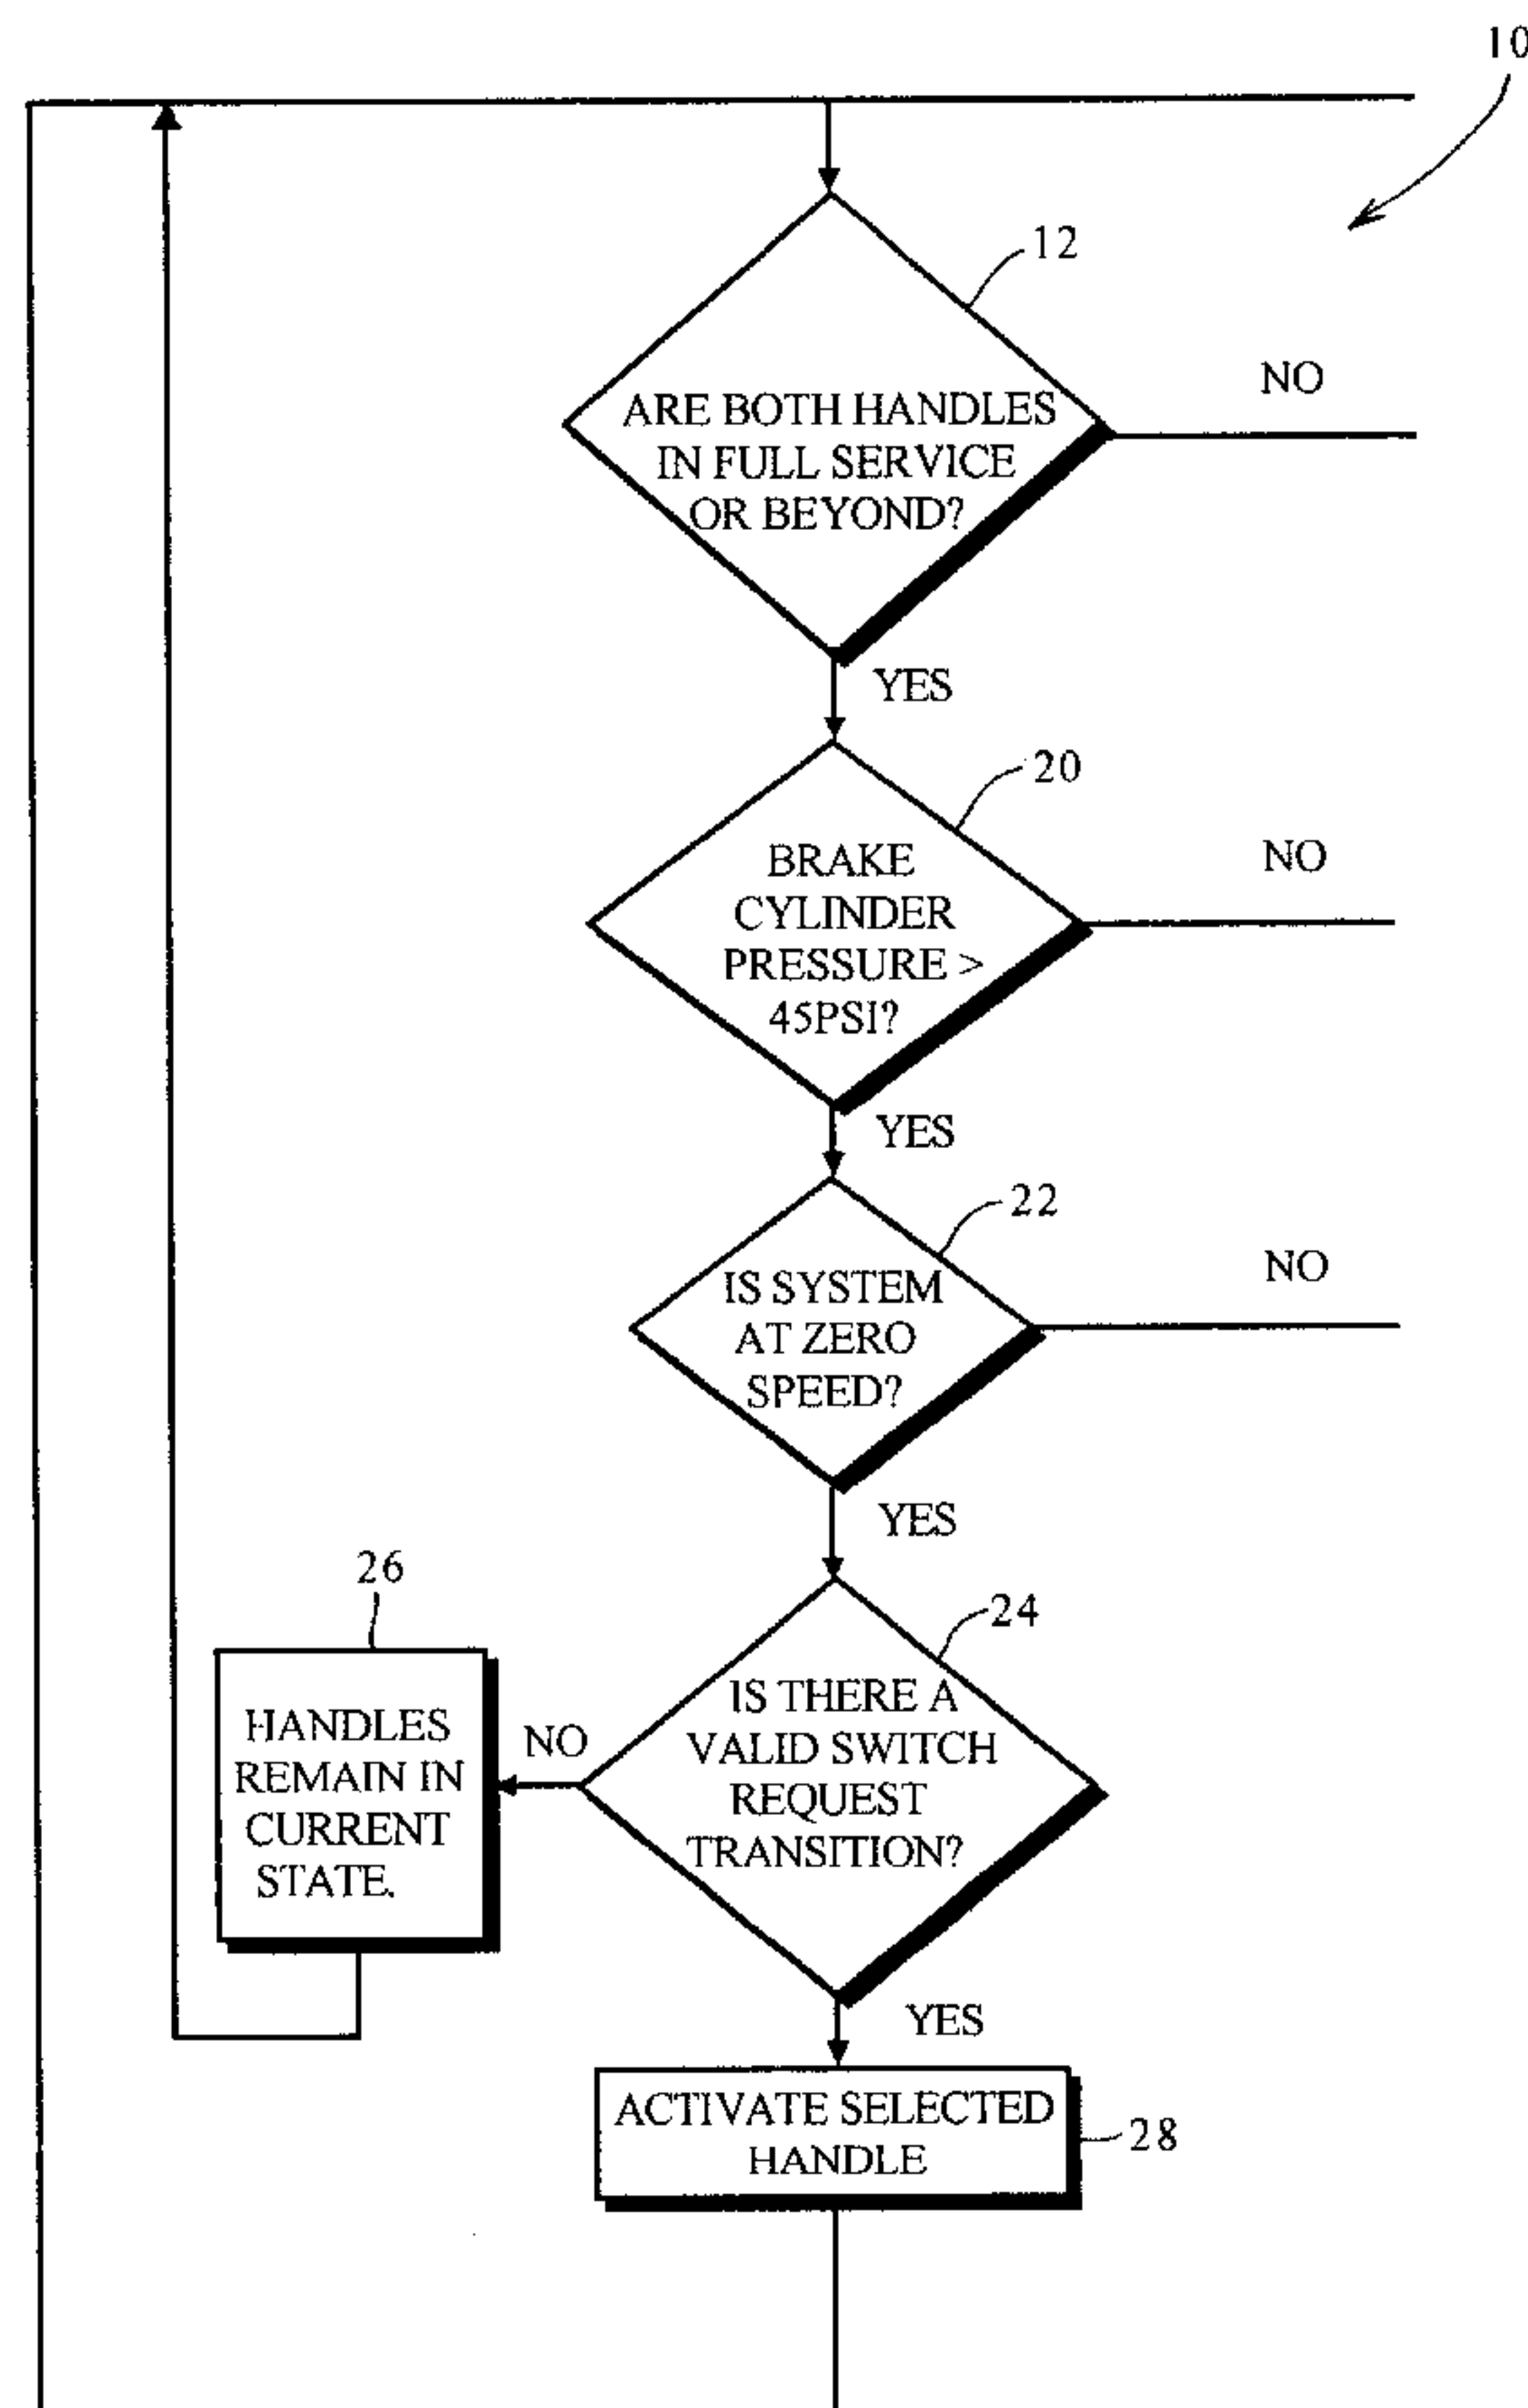 10
12
ARE BOTH HANDLES
IN FULL SERVICE
OR BEYOND?
NO
YES
20
BRAKE
CYLINDER
PRESSURE >
45PSI?
NO
YES
22
IS SYSTEM
AT ZERO
SPEED?
NO
YES
24
IS THERE A
VALID SWITCH
REQUEST
TRANSITION?
NO
26
HANDLES
REMAIN IN
CURRENT
STATE.
YES
ACTIVATE SELECTED
HANDLE
28